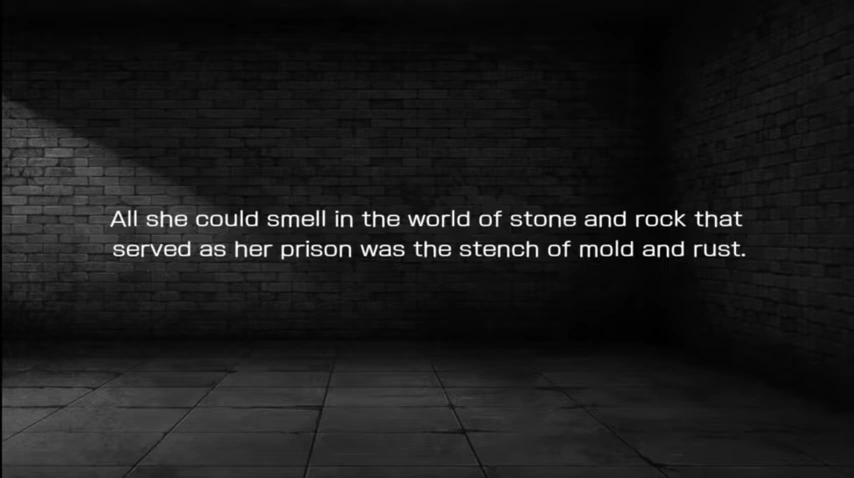 All she could smell in the world of stone and rock that
served as her prison was the stench of mold and rust.